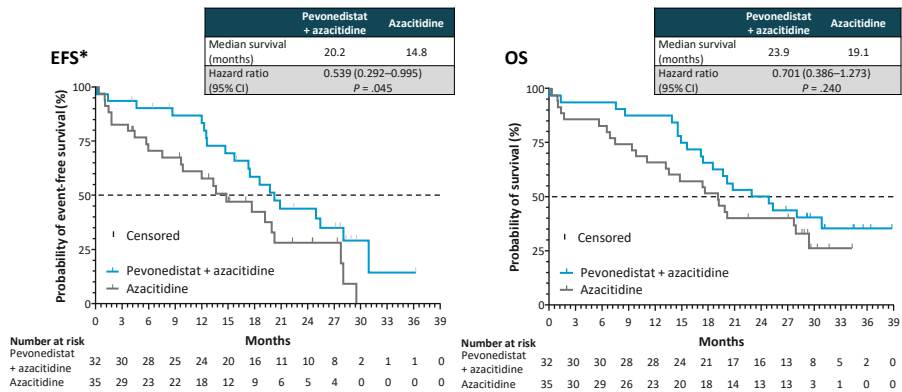 Pevonedistat + azacitidine Azacitidine
Median survival (months) 20.2 14.8
Hazard ratio (95% CI) 0.539 (0.292–0.995) P = .045
EFS*
Probability of event-free survival (%)
100
75
50
25
0
Censored
Pevonedistat + azacitidine
Azacitidine
0 3 6 9 12 15 18 21 24 27 30 33 36 39
Months
Number at risk
Pevonedistat + azacitidine 32 30 28 25 24 20 16 11 10 8 2 1 1 0
Azacitidine 35 29 23 22 18 12 9 6 5 4 0 0 0 0
Pevonedistat + azacitidine Azacitidine
Median survival (months) 23.9 19.1
Hazard ratio (95% CI) 0.701 (0.386–1.273) P = .240
OS
Probability of survival (%)
100
75
50
25
0
Censored
Pevonedistat + azacitidine
Azacitidine
0 3 6 9 12 15 18 21 24 27 30 33 36 39
Months
Number at risk
Pevonedistat + azacitidine 32 30 30 28 28 24 21 17 16 13 8 5 2 0
Azacitidine 35 30 29 26 23 20 18 14 13 13 3 1 0 0